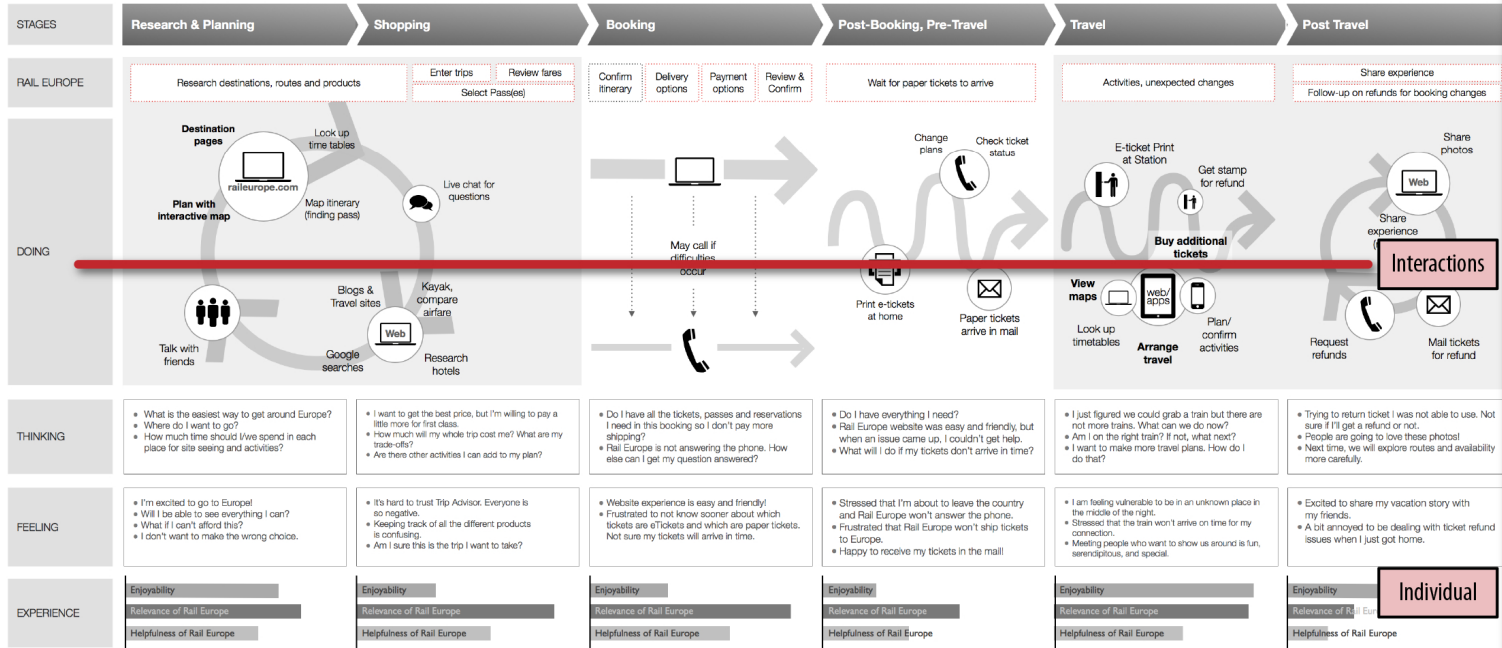 STAGES
Research & Planning
Shopping
Booking
Post-Booking, Pre-Travel
Travel
Post Travel
RAIL EUROPE
Research destinations, routes and products
Enter trips
Review fares
Select Pass(es)
Confirm
itinerary
Delivery
options
Payment
options
Review &
Confirm
Wait for paper tickets to arrive
Activities, unexpected changes
Share experience
Follow-up on refunds for booking changes
DOING
Destination
pages
Look up
time tables
raileurope.com
Plan with
interactive map
Map itinerary
(finding pass)
Live chat for
questions
Talk with
friends
Blogs &
Travel sites
Kayak,
compare
airfare
Web
Google
searches
Research
hotels
May call if
difficulties
occur
Change
plans
Check ticket
status
Print e-tickets
at home
Paper tickets
arrive in mail
E-ticket Print
at Station
Get stamp
for refund
Buy additional
tickets
View
maps
web/
apps
Look up
timetables
Arrange
travel
Plan/
confirm
activities
Share
photos
Web
Share
experience
Interactions
Request
refunds
Mail tickets
for refund
THINKING
• What is the easiest way to get around Europe?
• Where do I want to go?
• How much time should I/we spend in each
place for site seeing and activities?
• I want to get the best price, but I'm willing to pay a
little more for first class.
• How much will my whole trip cost me? What are my
trade-offs?
• Are there other activities I can add to my plan?
• Do I have all the tickets, passes and reservations
I need in this booking so I don't pay more
shipping?
• Rail Europe is not answering the phone. How
else can I get my question answered?
• Do I have everything I need?
• Rail Europe website was easy and friendly, but
when an issue came up, I couldn't get help.
• What will I do if my tickets don't arrive in time?
• I just figured we could grab a train but there are
not more trains. What can we do now?
• Am I on the right train? If not, what next?
• I want to make more travel plans. How do I
do that?
• Trying to return ticket I was not able to use. Not
sure if I'll get a refund or not.
• People are going to love these photos!
• Next time, we will explore routes and availability
more carefully.
FEELING
• I'm excited to go to Europe!
• Will I be able to see everything I can?
• What if I can't afford this?
• I don't want to make the wrong choice.
• It's hard to trust Trip Advisor. Everyone is
so negative.
• Keeping track of all the different products
is confusing.
• Am I sure this is the trip I want to take?
• Website experience is easy and friendly!
• Frustrated to not know sooner about which
tickets are eTickets and which are paper tickets.
Not sure my tickets will arrive in time.
• Stressed that I'm about to leave the country
and Rail Europe won't answer the phone.
• Frustrated that Rail Europe won't ship tickets
to Europe.
• Happy to receive my tickets in the mail!
• I am feeling vulnerable to be in an unknown place in
the middle of the night.
• Stressed that the train won't arrive on time for my
connection.
• Meeting people who want to show us around is fun,
serendipitous, and special.
• Excited to share my vacation story with
my friends.
• A bit annoyed to be dealing with ticket refund
issues when I just got home.
EXPERIENCE
Enjoyability
Relevance of Rail Europe
Helpfulness of Rail Europe
Enjoyability
Relevance of Rail Europe
Helpfulness of Rail Europe
Enjoyability
Relevance of Rail Europe
Helpfulness of Rail Europe
Enjoyability
Relevance of Rail Europe
Helpfulness of Rail Europe
Enjoyability
Relevance of Rail Europe
Helpfulness of Rail Europe
Enjoyability
Relevance of Rail
Helpfulness of Rail Europe
Individual